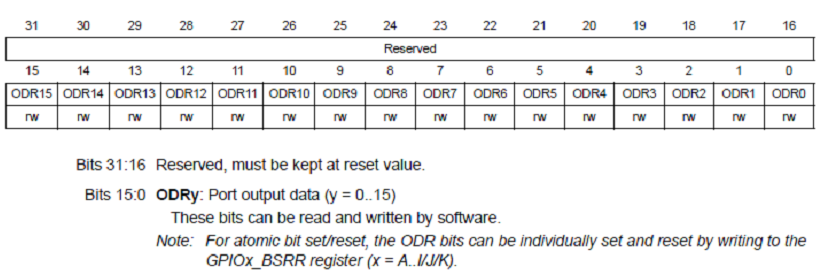 31 30 29 28 27 26 25 24 23 22 21 20 19 18 17 16
Reserved
15 14 13 12 11 10 9 8 7 6 5 4 3 2 1 0
ODR15 ODR14 ODR13 ODR12 ODR11 ODR10 ODR9 ODR8 ODR7 ODR6 ODR5 ODR4 ODR3 ODR2 ODR1 ODR0
rw rw rw rw rw rw rw rw rw rw rw rw rw rw rw rw
Bits 31:16 Reserved, must be kept at reset value.
Bits 15:0 ODRy: Port output data (y = 0..15)
These bits can be read and written by software.
Note: For atomic bit set/reset, the ODR bits can be individually set and reset by writing to the
GPIOx_BSRR register (x = A..I/J/K).